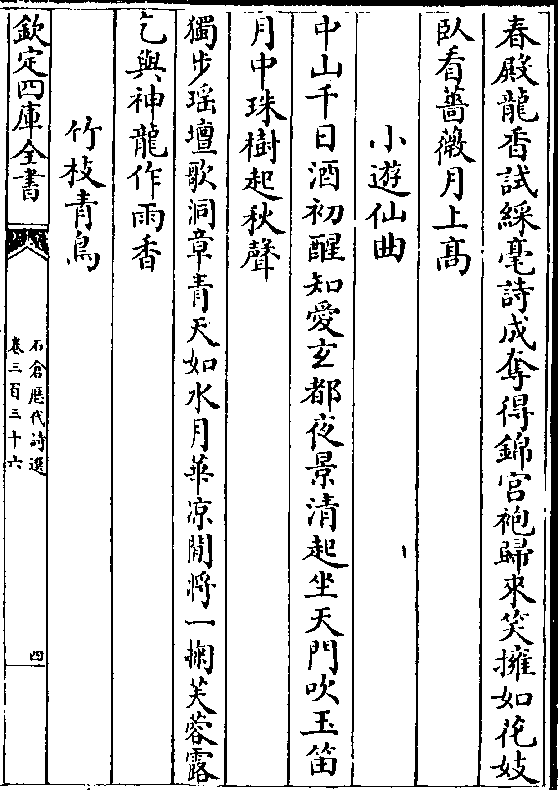 春殿龍香試綵毫詩成奪得錦宮袍歸來笑擁如花妓
臥看薔薇月上髙
小遊仙曲
中山千日酒初醒知愛玄都夜景清起坐天門吹玉笛
月中珠樹起秋聲
獨步瑶壇歌洞章青天如水月華凉閒將一掬芙蓉露
乞與神龍作雨香
竹枝青鳥
欽定四庫全書
石倉歴代詩選
卷三百三十六
四